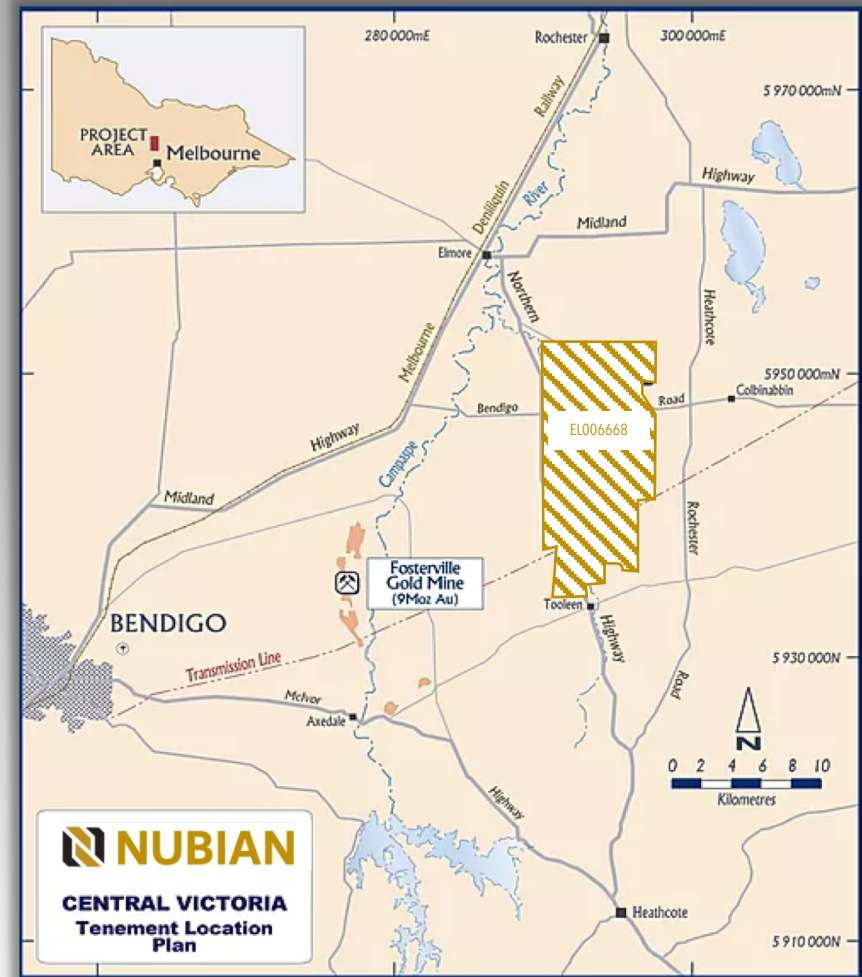 280 000mE
Rochester
300 000mE
5 970 000mN
PROJECT
AREA
Melbourne
Railway
Deniliquin
River
Highway
Midland
Elmore
Northern
Heathcote
Melbourne
5950 000mN
Colbinabbin
Road
Bendigo
EL006668
Highway
Campaspe
Midland
Rochester
Fosterville
Gold Mine
(9Moz Au)
Tooleen
BENDIGO
Highway
Transmission Line
5 930 000N
Road
McIvor
Axedale
N
0 2 4 6 8 10
Kilometres
Highway
NUBIAN
CENTRAL VICTORIA
Tenement Location
Plan
Heathcote
5 910 000N